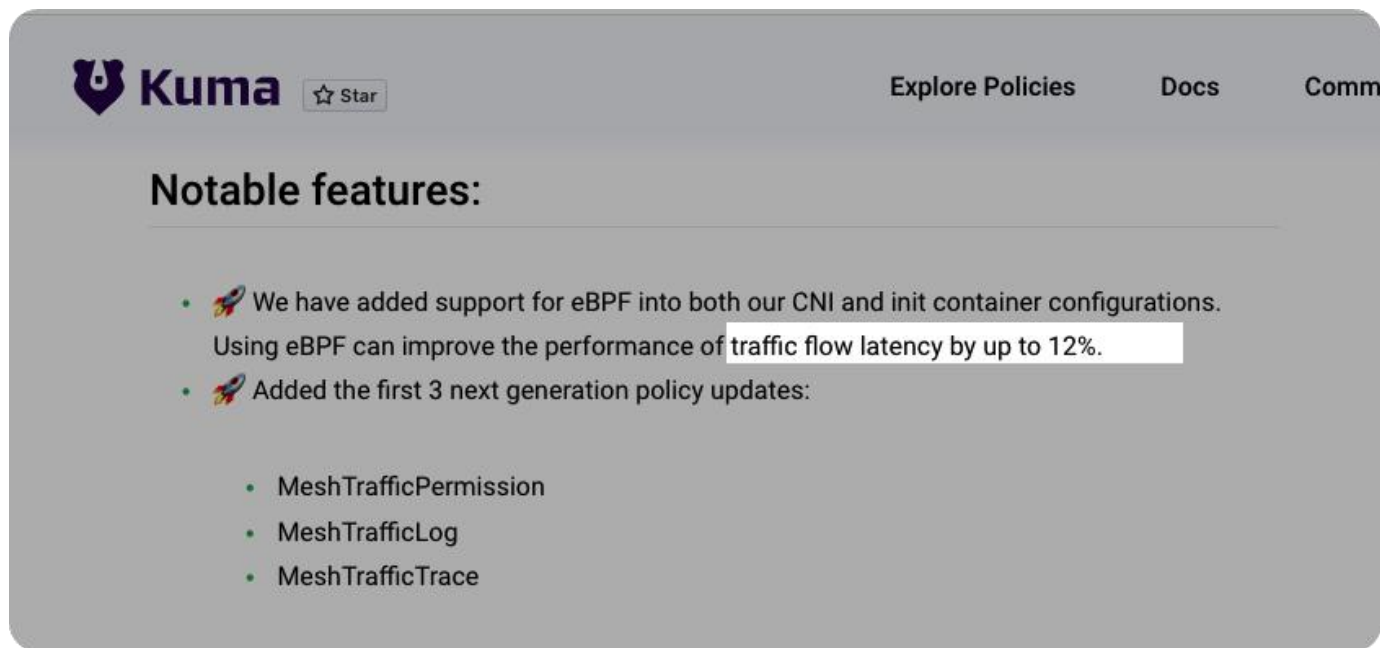 Kuma
Star
Explore Policies
Docs
Comm
Notable features:
• 🚀 We have added support for eBPF into both our CNI and init container configurations.
Using eBPF can improve the performance of traffic flow latency by up to 12%.
• 🚀 Added the first 3 next generation policy updates:
• MeshTrafficPermission
• MeshTrafficLog
• MeshTrafficTrace